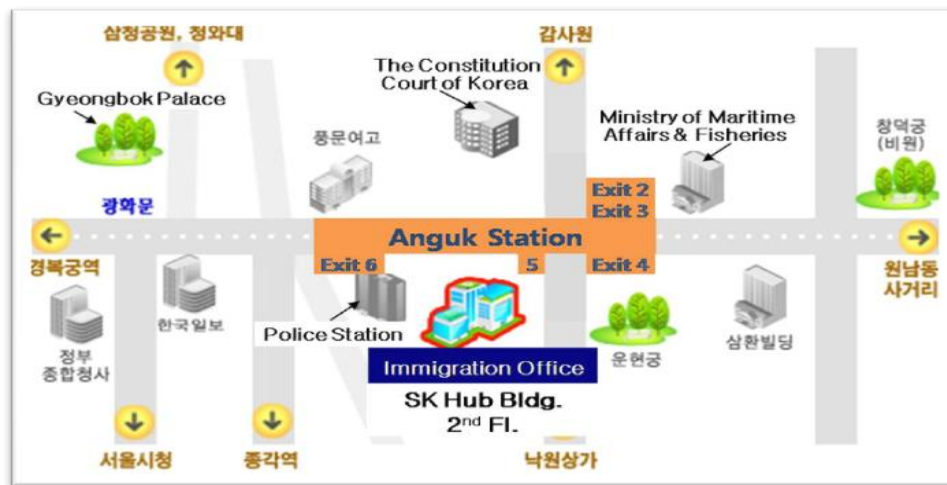 삼청공원, 청와대
감사원
The Constitution
Court of Korea
Gyeongbok Palace
Ministry of Maritime
Affairs & Fisheries
창덕궁
(비원)
풍문여고
광화문
Exit 2
Exit 3
Anguk Station
Exit 6
5
Exit 4
경복궁역
원남동
사거리
한국일보
Police Station
정부
종합청사
운현궁
삼환빌딩
Immigration Office
SK Hub Bldg.
2nd Fl.
서울시청
종각역
낙원상가